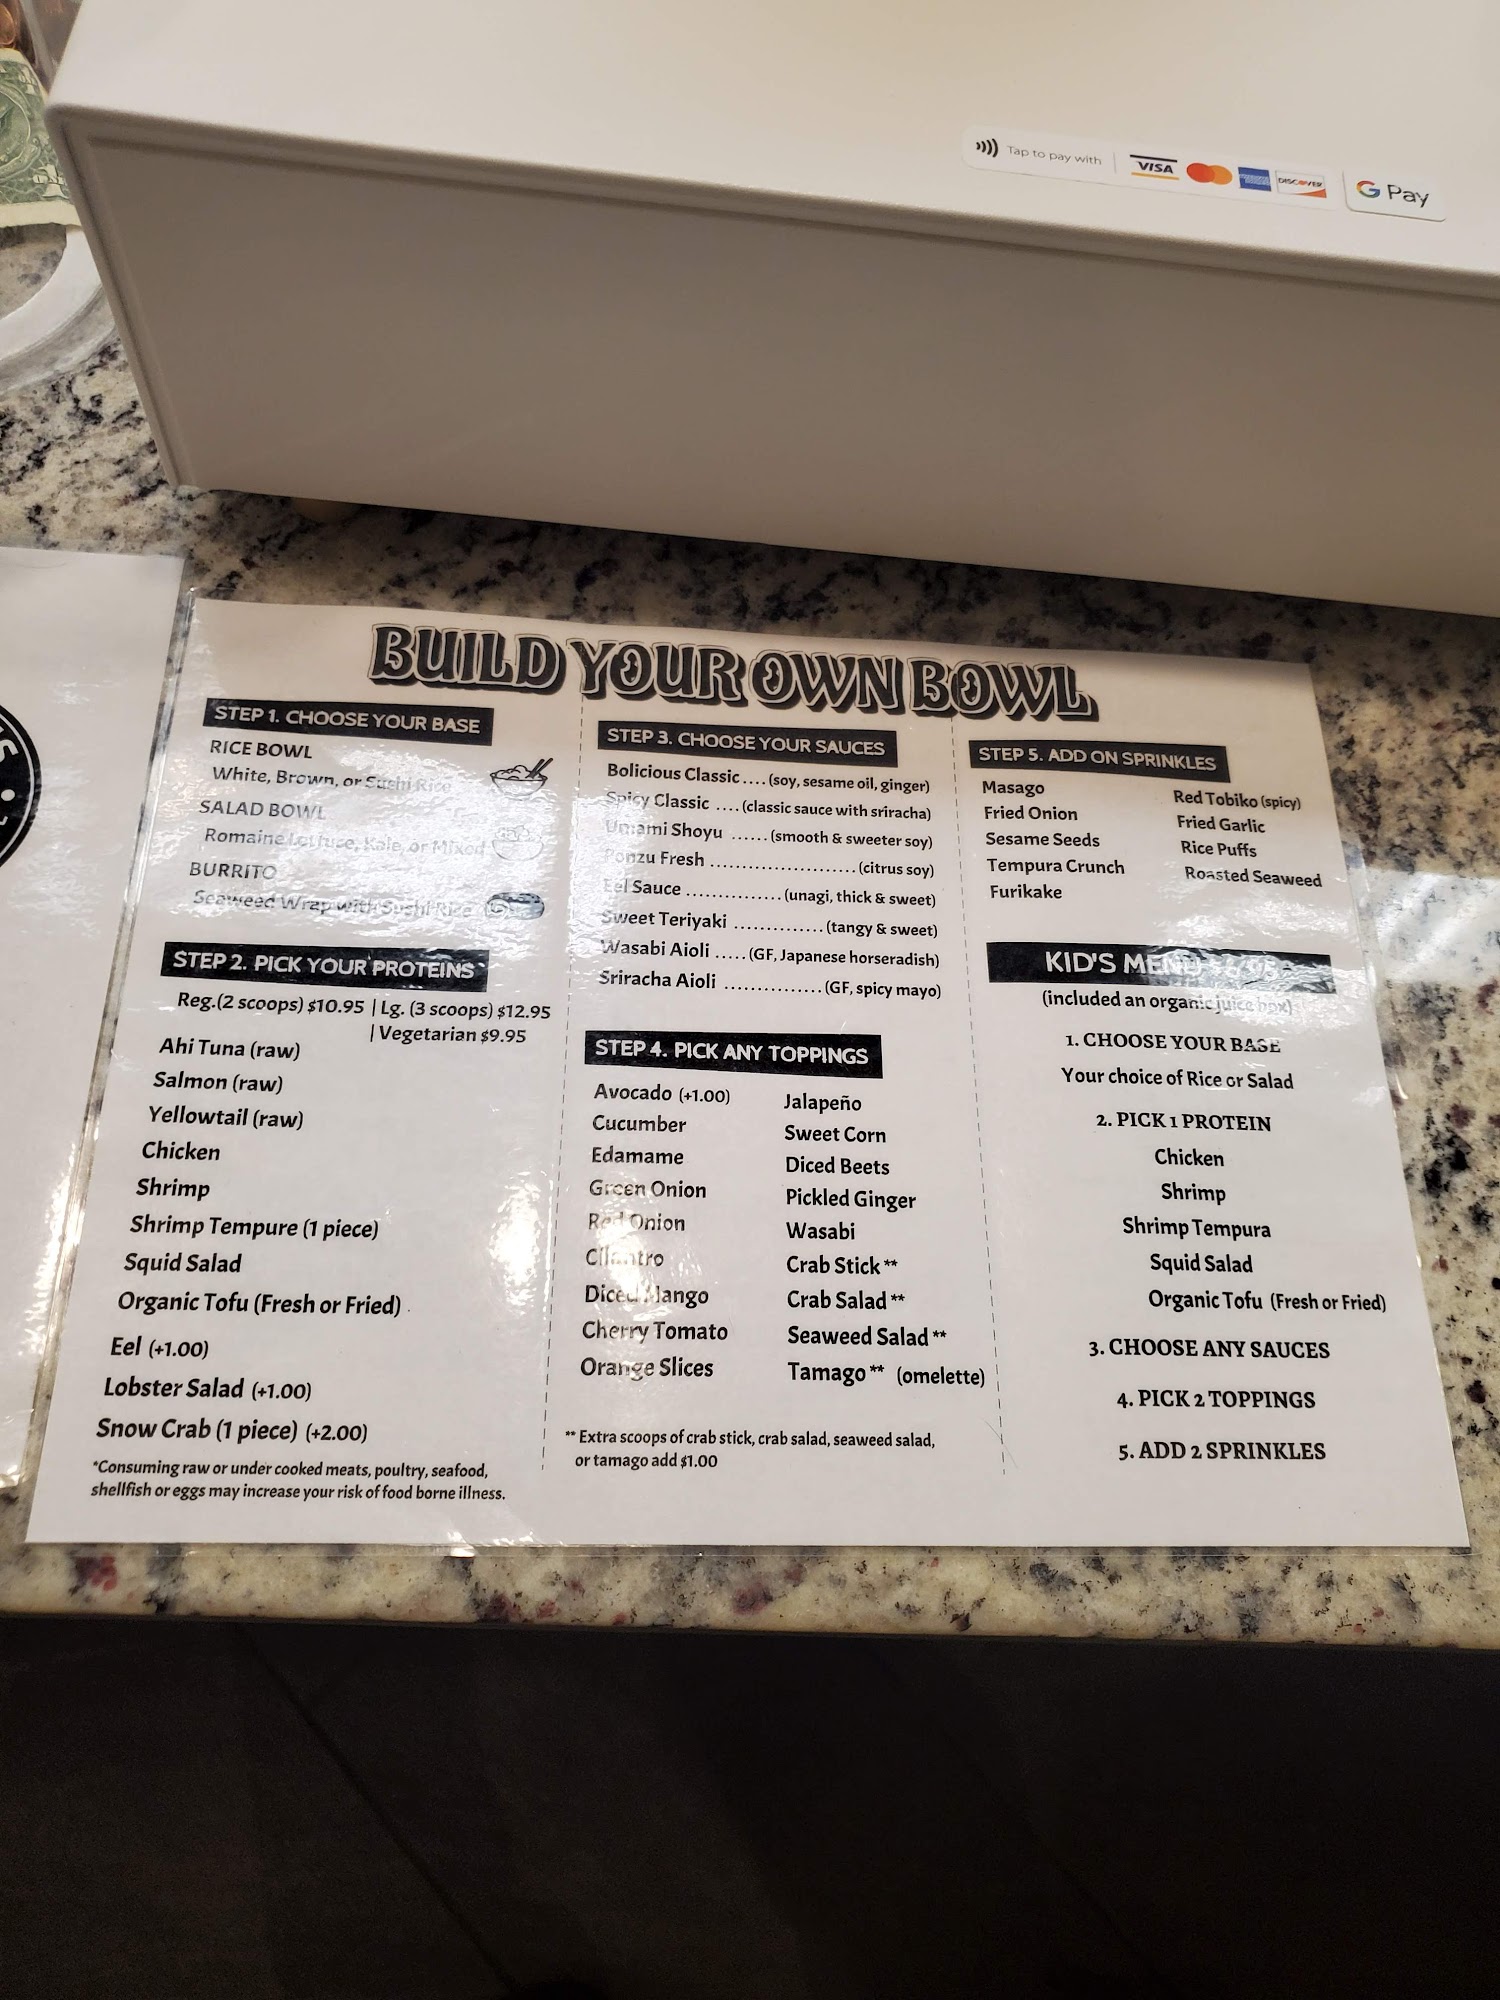 Tap to pay with VISA DISCOVER G Pay
BUILD YOUR OWN BOWL
STEP 1. CHOOSE YOUR BASE
RICE BOWL
White, Brown, or Sushi Rice
SALAD BOWL
Romaine Lettuce, Kale, or Mixed
BURRITO
Seaweed Wrap with Sushi Rice
STEP 2. PICK YOUR PROTEINS
Reg.(2 scoops) $10.95 | Lg. (3 scoops) $12.95
| Vegetarian $9.95
Ahi Tuna (raw)
Salmon (raw)
Yellowtail (raw)
Chicken
Shrimp
Shrimp Tempure (1 piece)
Squid Salad
Organic Tofu (Fresh or Fried)
Eel (+1.00)
Lobster Salad (+1.00)
Snow Crab (1 piece) (+2.00)
*Consuming raw or under cooked meats, poultry, seafood,
shellfish or eggs may increase your risk of food borne illness.
STEP 3. CHOOSE YOUR SAUCES
Bolicious Classic .... (soy, sesame oil, ginger)
Spicy Classic .... (classic sauce with sriracha)
Umami Shoyu ...... (smooth & sweeter soy)
Ponzu Fresh ........................ (citrus soy)
Eel Sauce ............... (unagi, thick & sweet)
Sweet Teriyaki .............. (tangy & sweet)
Wasabi Aioli ..... (GF, Japanese horseradish)
Sriracha Aioli ............... (GF, spicy mayo)
STEP 4. PICK ANY TOPPINGS
Avocado (+1.00)
Cucumber
Edamame
Green Onion
Red Onion
Cilantro
Diced Mango
Cherry Tomato
Orange Slices
Jalapeño
Sweet Corn
Diced Beets
Pickled Ginger
Wasabi
Crab Stick**
Crab Salad**
Seaweed Salad**
Tamago** (omelette)
** Extra scoops of crab stick, crab salad, seaweed salad,
or tamago add $1.00
STEP 5. ADD ON SPRINKLES
Masago
Fried Onion
Sesame Seeds
Tempura Crunch
Furikake
Red Tobiko (spicy)
Fried Garlic
Rice Puffs
Roasted Seaweed
KID'S MENU
(included an organic juice box)
1. CHOOSE YOUR BASE
Your choice of Rice or Salad
2. PICK 1 PROTEIN
Chicken
Shrimp
Shrimp Tempura
Squid Salad
Organic Tofu (Fresh or Fried)
3. CHOOSE ANY SAUCES
4. PICK 2 TOPPINGS
5. ADD 2 SPRINKLES